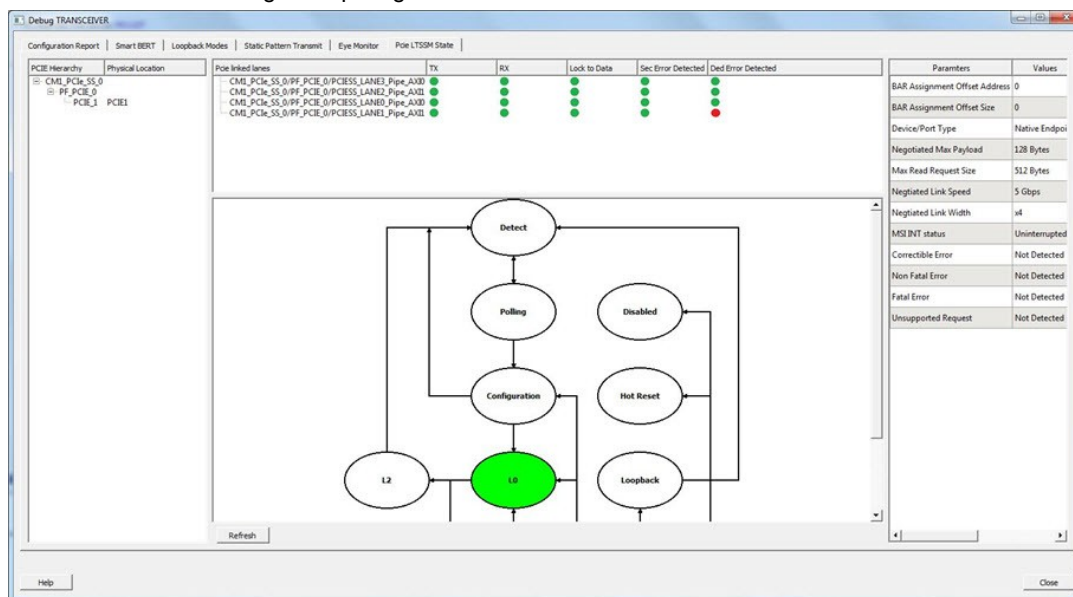 Debug TRANSCEIVER
Configuration Report Smart BERT Loopback Modes Static Pattern Transmit Eye Monitor Pcie LTSSM State
PCIE Hierarchy Physical Location
CM1_PCIe_SS_0
PF_PCIE_0
PCIE_1 PCIE1
Pcie linked lanes TX RX Lock to Data Sec Error Detected Ded Error Detected
CM1_PCIe_SS_0/PF_PCIE_0/PCIESS_LANE3_Pipe_AXI0
CM1_PCIe_SS_0/PF_PCIE_0/PCIESS_LANE2_Pipe_AXI1
CM1_PCIe_SS_0/PF_PCIE_0/PCIESS_LANE0_Pipe_AXI0
CM1_PCIe_SS_0/PF_PCIE_0/PCIESS_LANE1_Pipe_AXI1
Detect
Polling
Disabled
Configuration
Hot Reset
L2
L0
Loopback
Refresh
Paramters Values
BAR Assignment Offset Address 0
BAR Assignment Offset Size 0
Device/Port Type Native Endpoi
Negotiated Max Payload 128 Bytes
Max Read Request Size 512 Bytes
Negtiated Link Speed 5 Gbps
Negtiated Link Width x4
MSI INT status Uninterrupted
Correctible Error Not Detected
Non Fatal Error Not Detected
Fatal Error Not Detected
Unsupported Request Not Detected
Help
Close